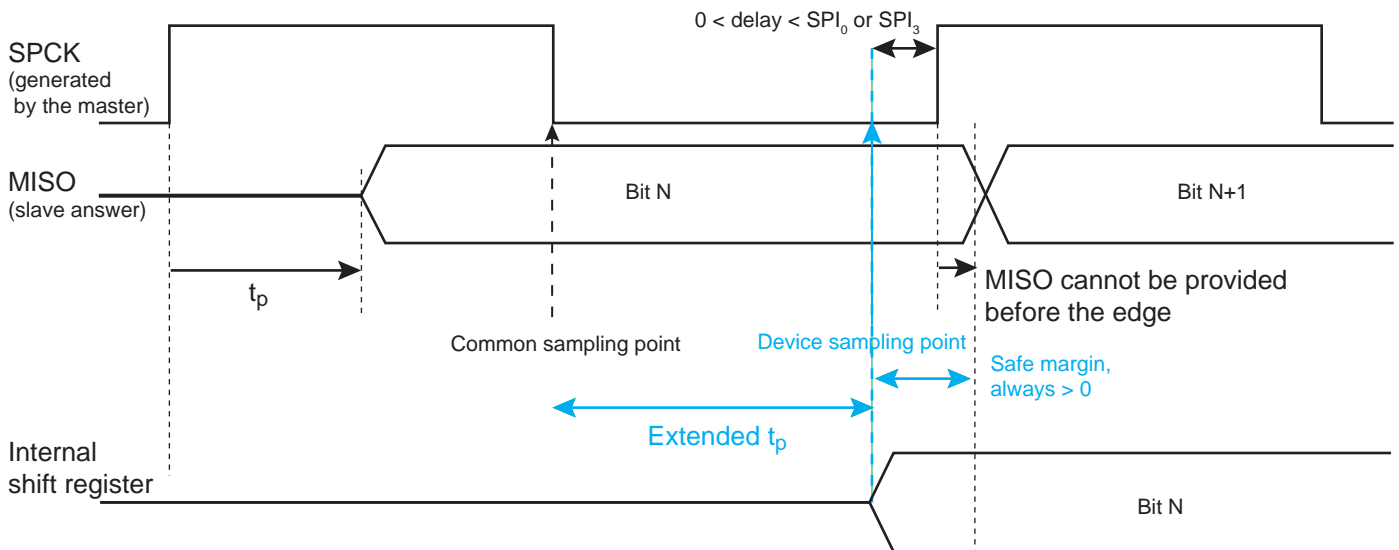 0 < delay < SPI₀ or SPI₃
SPCK
(generated
by the master)
MISO
(slave answer)
Bit N
Bit N+1
tₚ
MISO cannot be provided
before the edge
Common sampling point
Device sampling point
Safe margin,
always > 0
Extended tₚ
Internal
shift register
Bit N